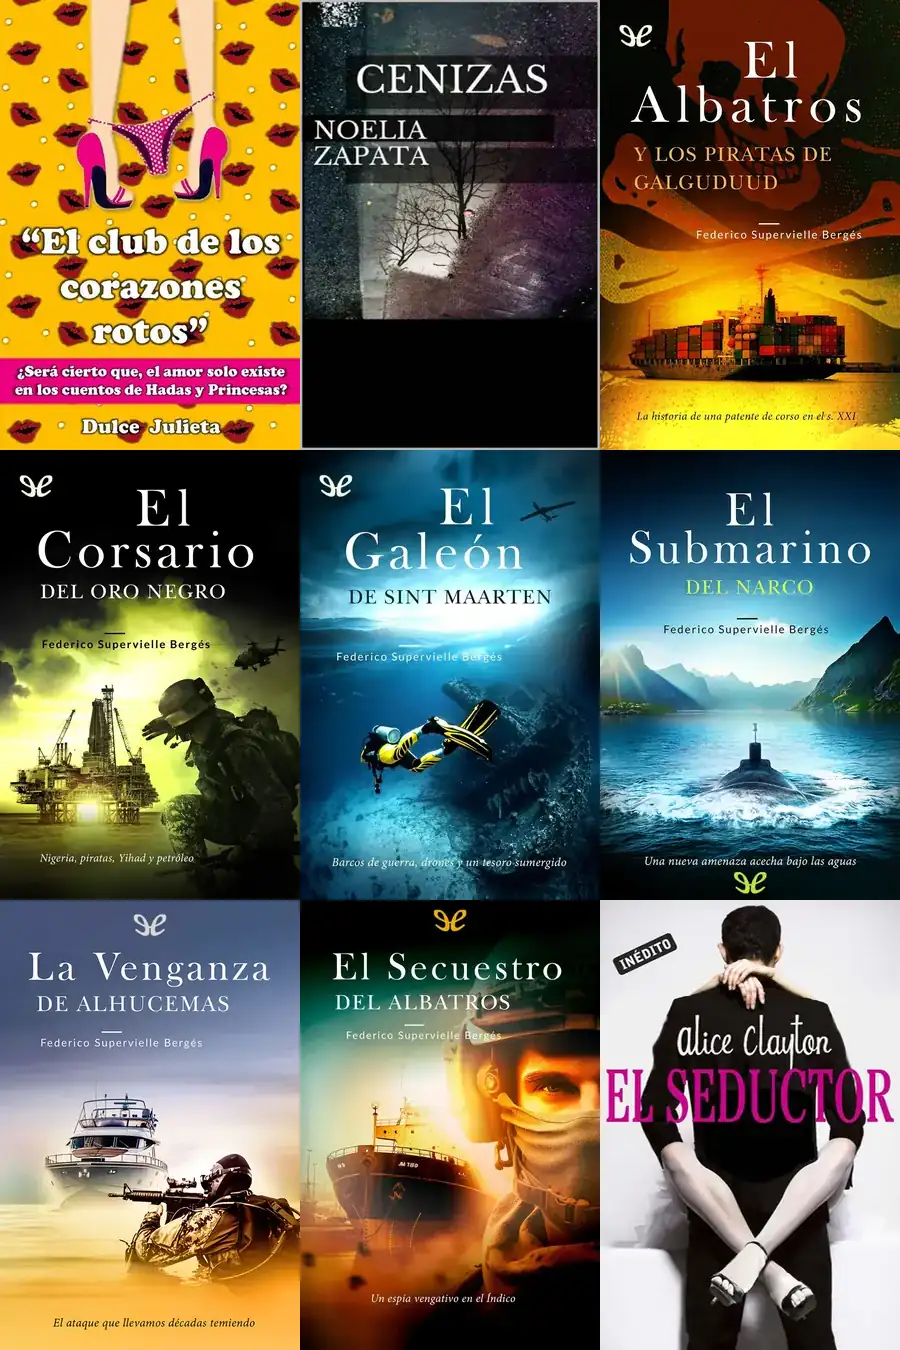 “El club de los
corazones
rotos”
¿Será cierto que, el amor solo existe
en los cuentos de Hadas y Princesas?
Dulce Julieta
CENIZAS
NOELIA
ZAPATA
El
Albatros
Y LOS PIRATAS DE
GALGUDUUD
Federico Supervielle Bergés
La historia de una patente de corso en el s. XXI
El
Corsario
DEL ORO NEGRO
Federico Supervielle Bergés
Nigeria, piratas, Yihad y petróleo
El
Galeón
DE SINT MAARTEN
Federico Supervielle Bergés
Barcos de guerra, drones y un tesoro sumergido
El
Submarino
DEL NARCO
Federico Supervielle Bergés
Una nueva amenaza acecha bajo las aguas
La Venganza
DE ALHUCEMAS
Federico Supervielle Bergés
El ataque que llevamos décadas temiendo
El Secuestro
DEL ALBATROS
Federico Supervielle Bergés
Un espía vengativo en el Índico
INÉDITO
alice Clayton
EL SEDUCTOR